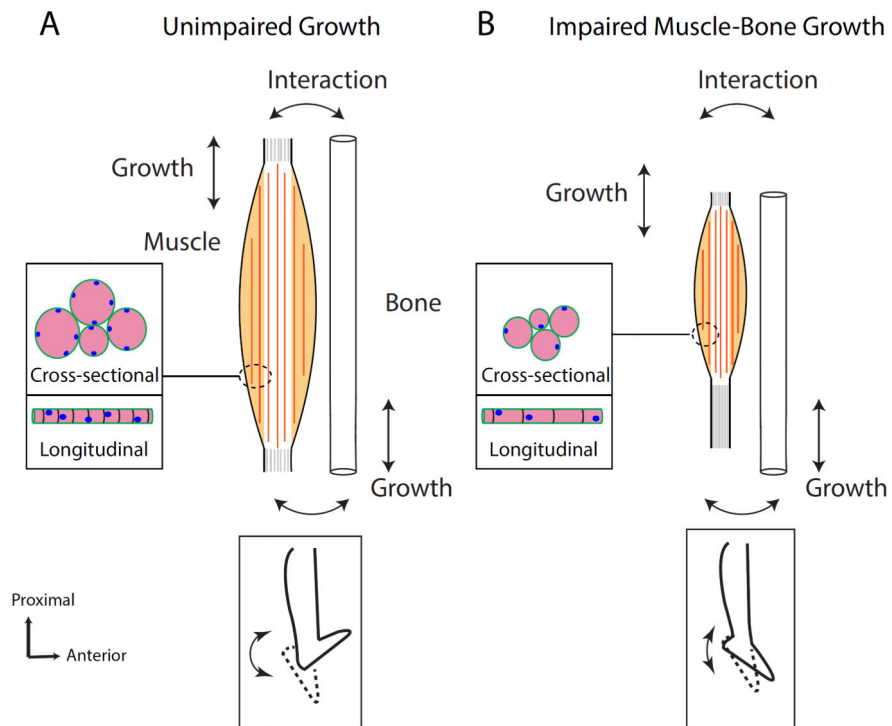 A
Unimpaired Growth
Interaction
Growth
Muscle
Bone
Cross-sectional
Longitudinal
Growth
Proximal
Anterior
B
Impaired Muscle-Bone Growth
Interaction
Growth
Cross-sectional
Longitudinal
Growth